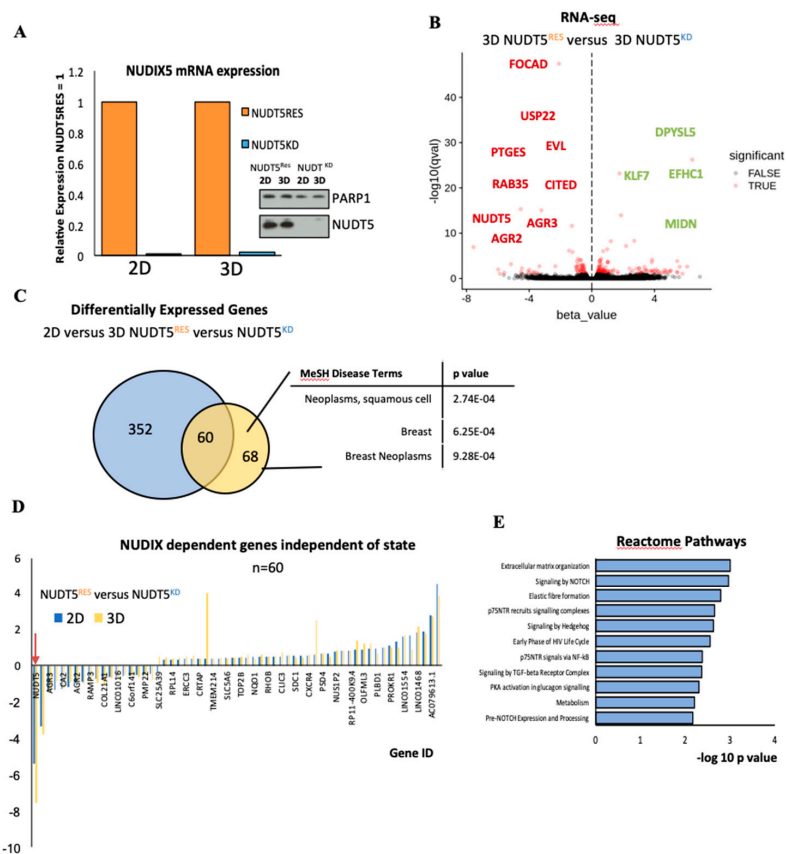 A
NUDIX5 mRNA expression
Relative Expression NUDT5RES = 1
1.2
1
0.8
0.6
0.4
0.2
0
2D
3D
NUDT5RES
NUDT5KD
NUDT5Res NUDT KD
2D 3D 2D 3D
PARP1
NUDT5
B
RNA-seq
3D NUDT5RES versus 3D NUDT5KD
-log10(qval)
40
30
20
10
0
-8
-4
0
4
beta_value
FOCAD
USP22
PTGES
EVL
RAB35
CITED
NUDT5
AGR3
AGR2
DPYSL5
KLF7
EFHC1
MIDN
significant
FALSE
TRUE
C
Differentially Expressed Genes
2D versus 3D NUDT5RES versus NUDT5KD
352
60
68
MeSH Disease Terms p value
Neoplasms, squamous cell 2.74E-04
Breast 6.25E-04
Breast Neoplasms 9.28E-04
D
NUDIX dependent genes independent of state
n=60
NUDT5RES versus NUDT5KD
2D
3D
6
4
2
0
-2
-4
-6
-8
-10
NUDT5
AGR3
CA2
AGR2
RAMP3
COL21A1
LINC01016
C6orf141
PMP22
SLC25A39
RPL14
ERCC3
CRTAP
TMEM214
SLC5A6
TOP2B
NQO1
RHOB
CLIC3
SDC1
CXCR4
PSD4
NUS1P2
RP11-400K9.4
OLFML3
PLBD1
PROKR1
LINC01554
LINC01468
AC079613.1
Gene ID
E
Reactome Pathways
Extracellular matrix organization
Signaling by NOTCH
Elastic fibre formation
p75NTR recruits signalling complexes
Signaling by Hedgehog
Early Phase of HIV Life Cycle
p75NTR signals via NF-kB
Signaling by TGF-beta Receptor Complex
PKA activation in glucagon signalling
Metabolism
Pre-NOTCH Expression and Processing
0 1 2 3 4
-log 10 p value